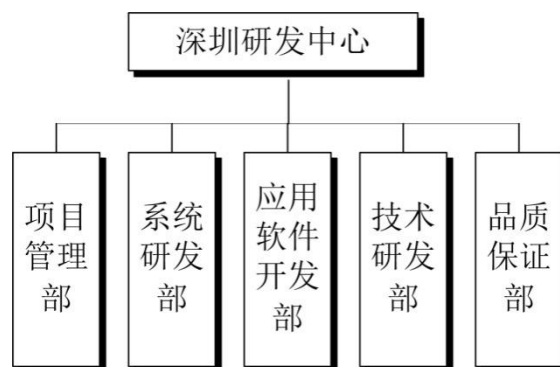 深圳研发中心
项目
管理
部
系统
研发
部
应用
软件
开发
部
技术
研发
部
品质
保证
部